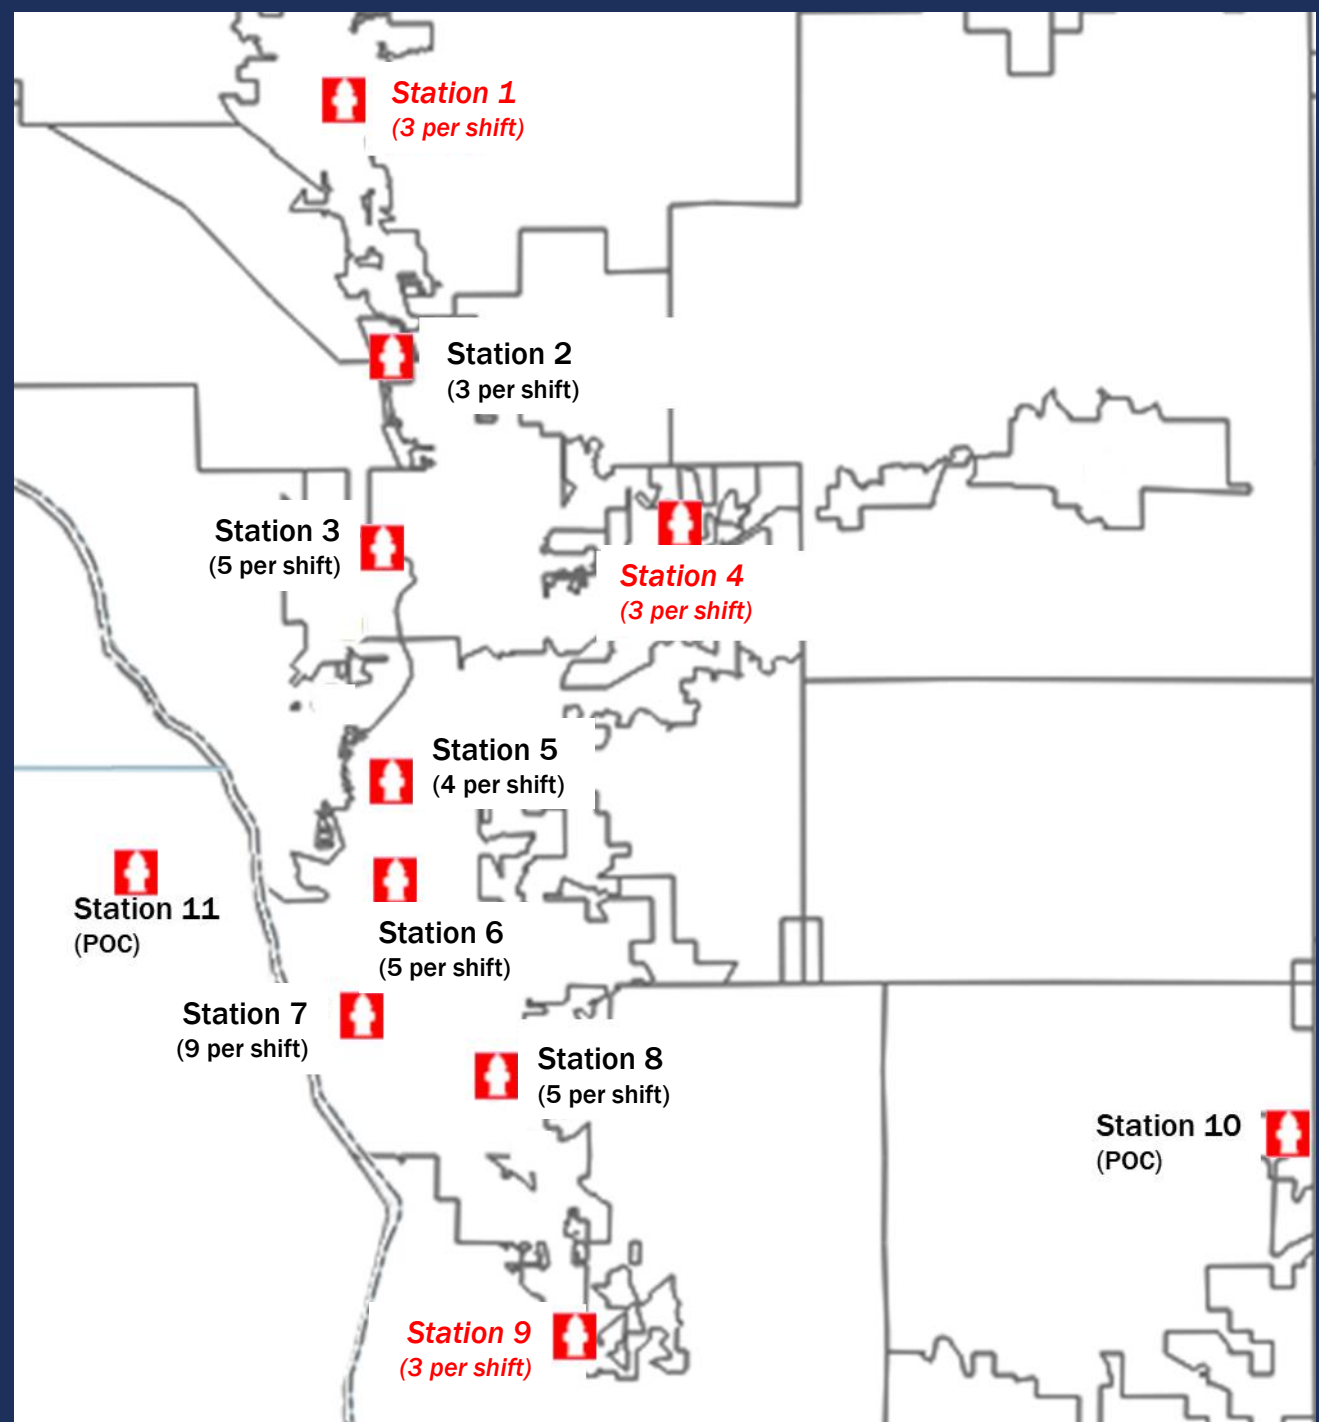 Station 1
(3 per shift)
Station 2
(3 per shift)
Station 3
(5 per shift)
Station 4
(3 per shift)
Station 5
(4 per shift)
Station 11
(POC)
Station 6
(5 per shift)
Station 7
(9 per shift)
Station 8
(5 per shift)
Station 10
(POC)
Station 9
(3 per shift)